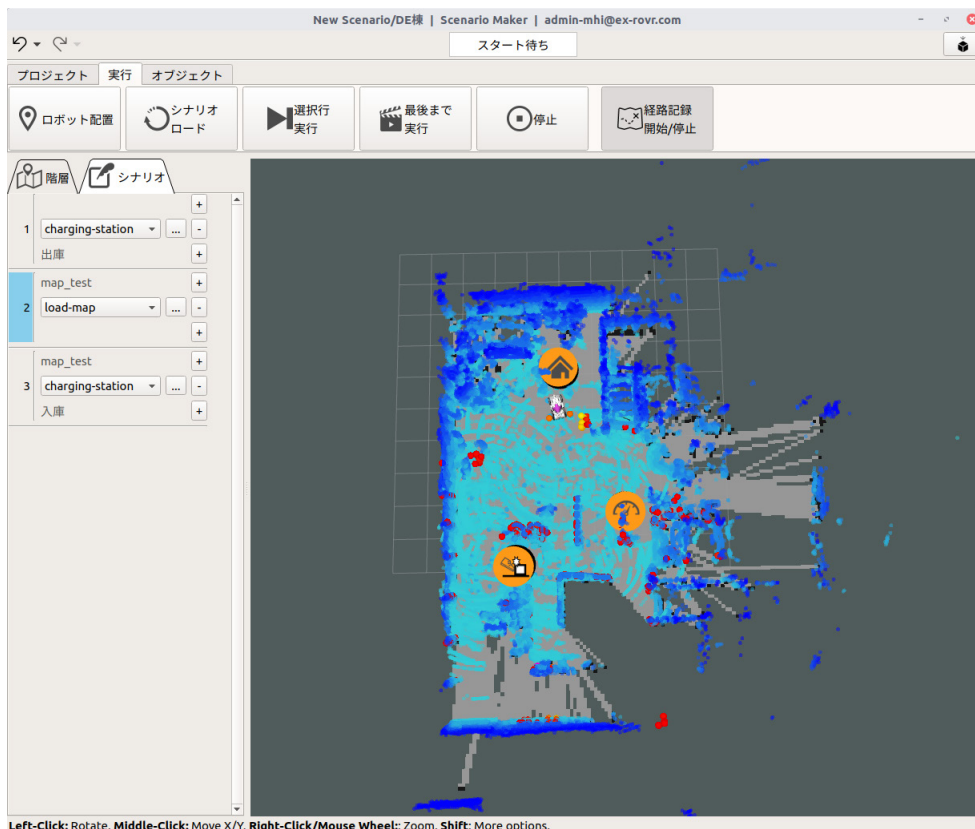 New Scenario/DE棟 | Scenario Maker | admin-mhi@ex-rovr.com
スタート待ち
プロジェクト 実行 オブジェクト
ロボット配置
シナリオ
ロード
選択行
実行
最後まで
実行
停止
経路記録
開始/停止
階層 シナリオ
+
1 charging-station ... -
出庫 +
map_test +
2 load-map ... -
+
map_test +
3 charging-station ... -
入庫 +
Left-Click: Rotate. Middle-Click: Move X/Y. Right-Click/Mouse Wheel:: Zoom. Shift: More options.